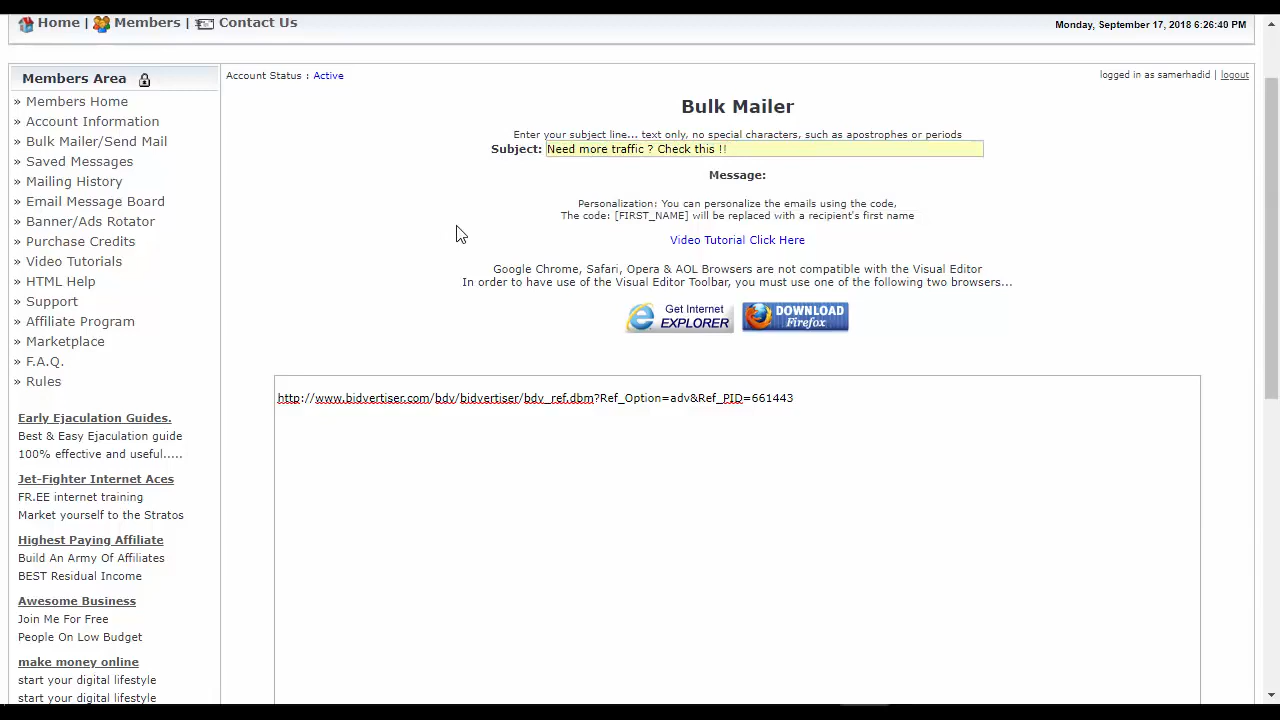 Home | Members | Contact Us
Monday, September 17, 2018 6:26:40 PM
Members Area
» Members Home
» Account Information
» Bulk Mailer/Send Mail
» Saved Messages
» Mailing History
» Email Message Board
» Banner/Ads Rotator
» Purchase Credits
» Video Tutorials
» HTML Help
» Support
» Affiliate Program
» Marketplace
» F.A.Q.
» Rules
Early Ejaculation Guides.
Best & Easy Ejaculation guide
100% effective and useful.....
Jet-Fighter Internet Aces
FR.EE internet training
Market yourself to the Stratos
Highest Paying Affiliate
Build An Army Of Affiliates
BEST Residual Income
Awesome Business
Join Me For Free
People On Low Budget
make money online
start your digital lifestyle
start your digital lifestyle
Account Status : Active
logged in as samerhadid | logout
Bulk Mailer
Enter your subject line... text only, no special characters, such as apostrophes or periods
Subject: Need more traffic ? Check this !!
Message:
Personalization: You can personalize the emails using the code,
The code: [FIRST_NAME] will be replaced with a recipient's first name
Video Tutorial Click Here
Google Chrome, Safari, Opera & AOL Browsers are not compatible with the Visual Editor
In order to have use of the Visual Editor Toolbar, you must use one of the following two browsers...
Get Internet
EXPLORER
DOWNLOAD
Firefox
http://www.bidvertiser.com/bdv/bidvertiser/bdv_ref.dbm?Ref_Option=adv&Ref_PID=661443